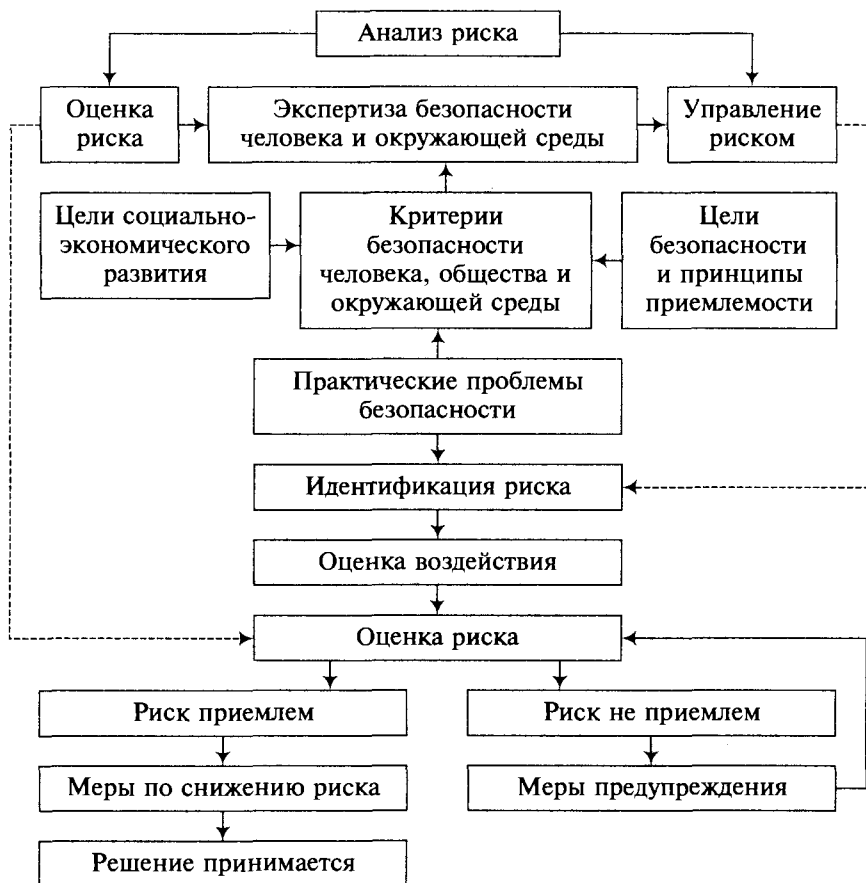 Анализ риска
Оценка
риска
Экспертиза безопасности
человека и окружающей среды
Управление
риском
Цели социально-
экономического
развития
Критерии
безопасности
человека, общества и
окружающей среды
Цели
безопасности
и принципы
приемлемости
Практические проблемы
безопасности
Идентификация риска
Оценка воздействия
Оценка риска
Риск приемлем
Риск не приемлем
Меры по снижению риска
Меры предупреждения
Решение принимается